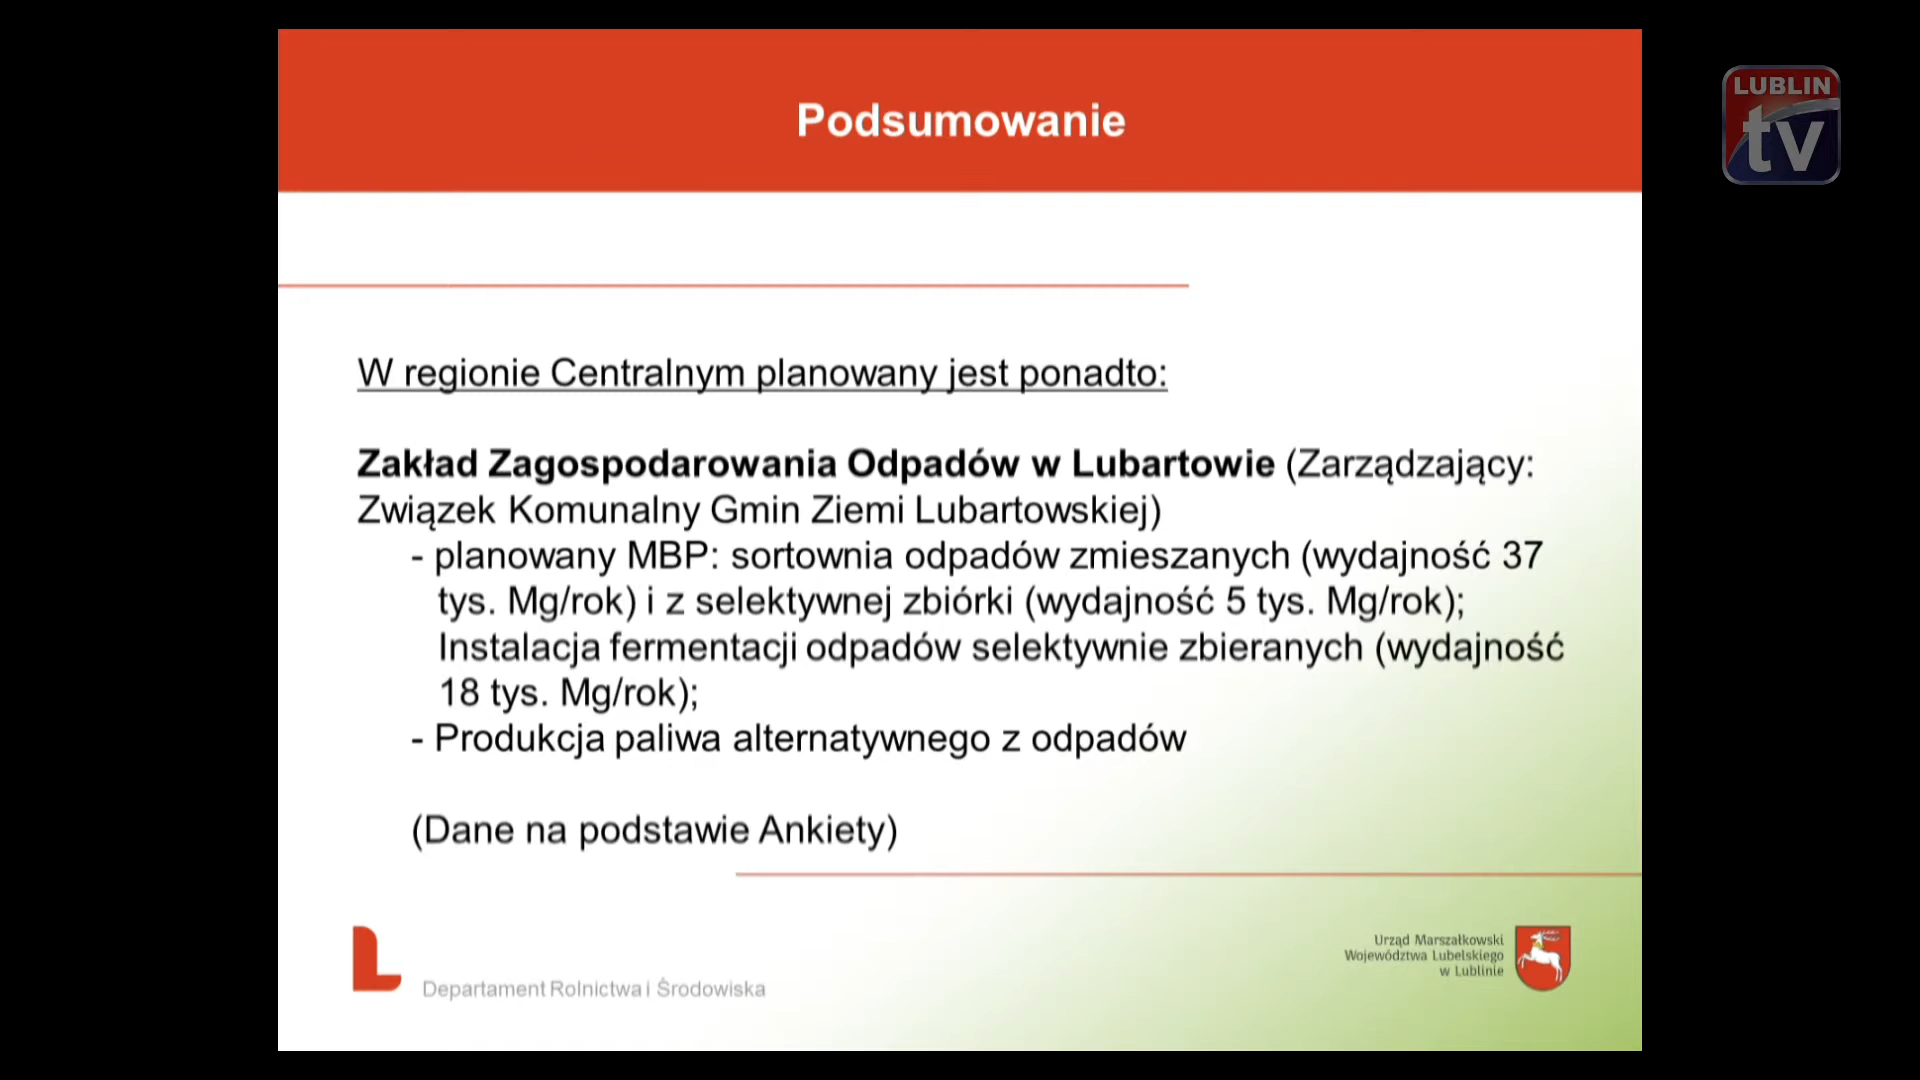 Podsumowanie
LUBLIN
tv
W regionie Centralnym planowany jest ponadto:
Zakład Zagospodarowania Odpadów w Lubartowie (Zarządzający:
Związek Komunalny Gmin Ziemi Lubartowskiej)
- planowany MBP: sortownia odpadów zmieszanych (wydajność 37
tys. Mg/rok) i z selektywnej zbiórki (wydajność 5 tys. Mg/rok);
Instalacja fermentacji odpadów selektywnie zbieranych (wydajność
18 tys. Mg/rok);
- Produkcja paliwa alternatywnego z odpadów
(Dane na podstawie Ankiety)
Departament Rolnictwa i Środowiska
Urząd Marszałkowski
Województwa Lubelskiego
w Lublinie